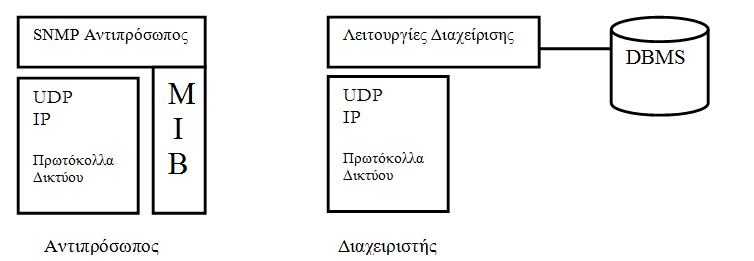 SNMP Αντιπρόσωπος
UDP
IP
Πρωτόκολλα
Δικτύου
M
I
B
Αντιπρόσωπος
Λειτουργίες Διαχείρισης
UDP
IP
Πρωτόκολλα
Δικτύου
Διαχειριστής
DBMS